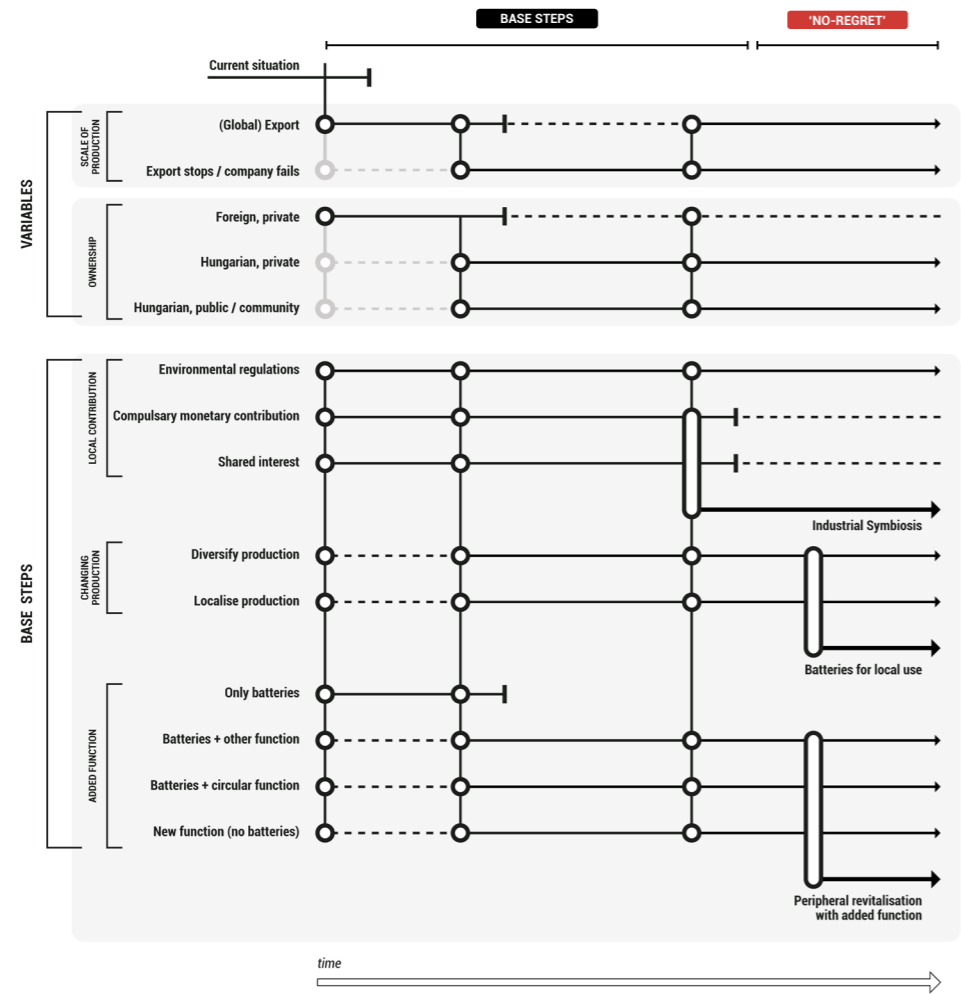 BASE STEPS
'NO-REGRET'
Current situation
VARIABLES
SCALE OF
PRODUCTION
(Global) Export
Export stops / company fails
OWNERSHIP
Foreign, private
Hungarian, private
Hungarian, public / community
BASE STEPS
LOCAL CONTRIBUTION
Environmental regulations
Compulsary monetary contribution
Shared interest
Industrial Symbiosis
CHANGING
PRODUCTION
Diversify production
Localise production
Batteries for local use
ADDED FUNCTION
Only batteries
Batteries + other function
Batteries + circular function
New function (no batteries)
Peripheral revitalisation
with added function
time